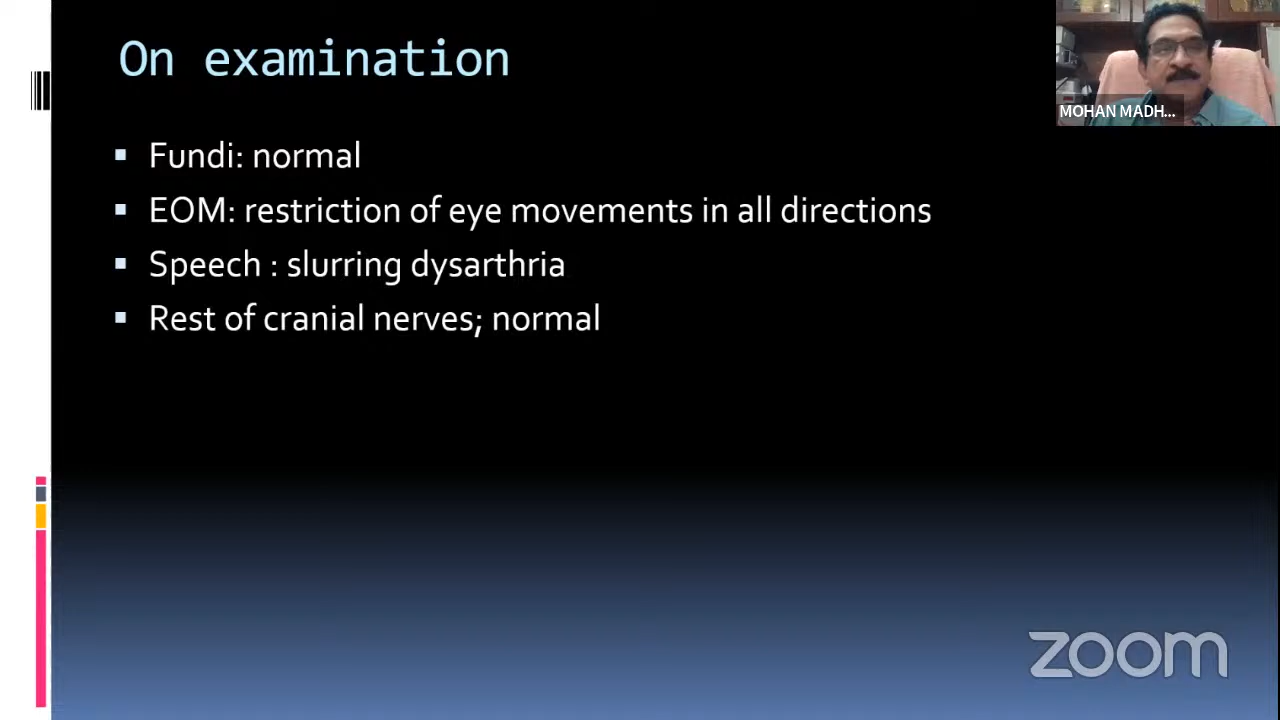 On examination
MOHAN MADH...
Fundi: normal
EOM: restriction of eye movements in all directions
Speech : slurring dysarthria
Rest of cranial nerves; normal
zoom